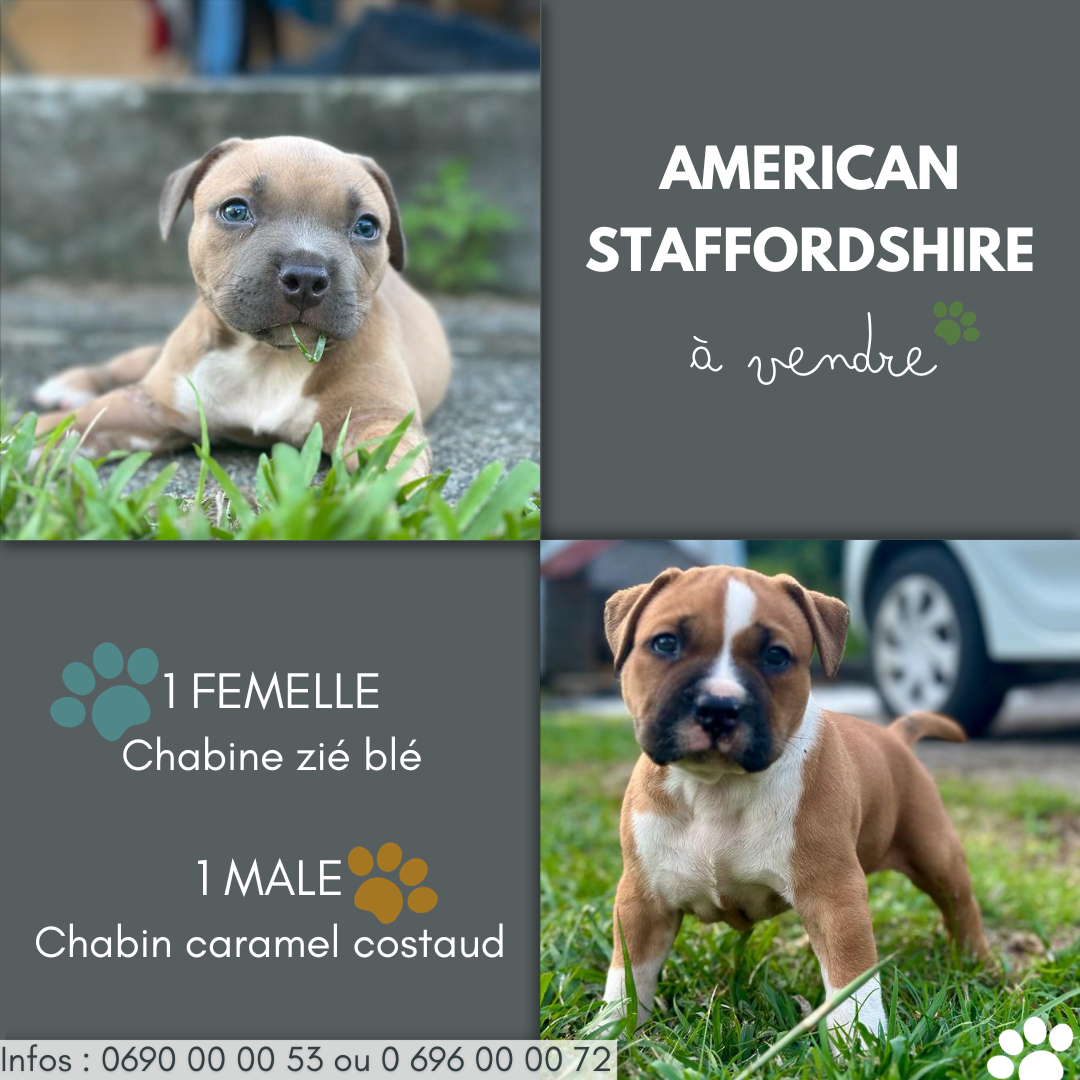 AMERICAN
STAFFORDSHIRE
à vendre
1 FEMELLE
Chabine zié blé
1 MALE
Chabin caramel costaud
Infos : 0690 00 00 53 ou 0 696 00 00 72